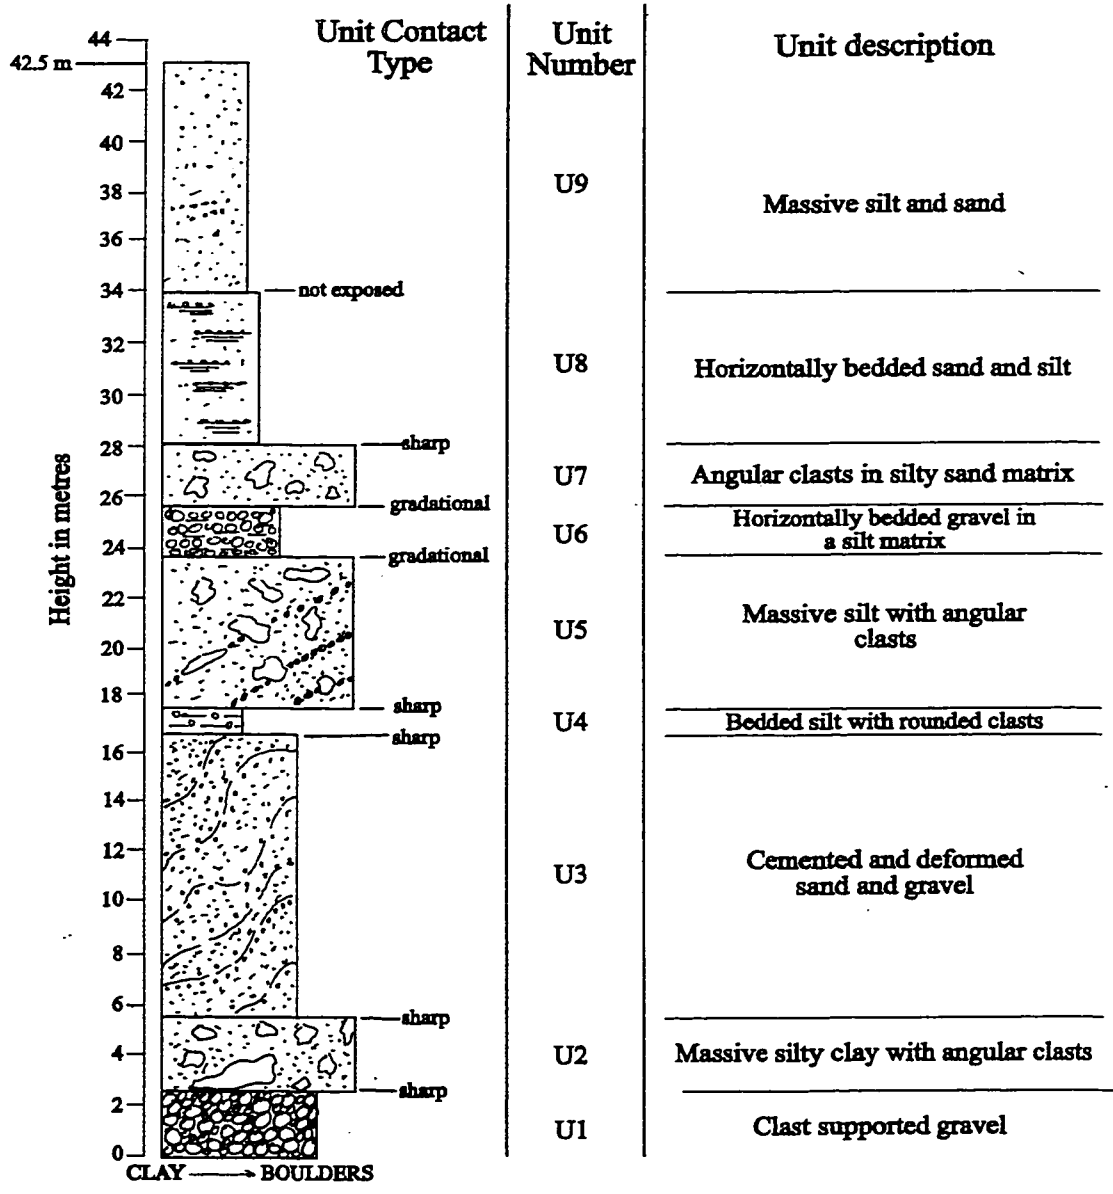 Unit Contact
Type
Unit
Number
Unit description
44
42.5 m
42
40
38
36
34
32
30
28
26
24
22
20
18
16
14
12
10
8
6
4
2
0
Height in metres
CLAY
BOULDERS
not exposed
sharp
gradational
gradational
sharp
sharp
sharp
sharp
U9
Massive silt and sand
U8
Horizontally bedded sand and silt
U7
Angular clasts in silty sand matrix
U6
Horizontally bedded gravel in
a silt matrix
U5
Massive silt with angular
clasts
U4
Bedded silt with rounded clasts
U3
Cemented and deformed
sand and gravel
U2
Massive silty clay with angular clasts
U1
Clast supported gravel